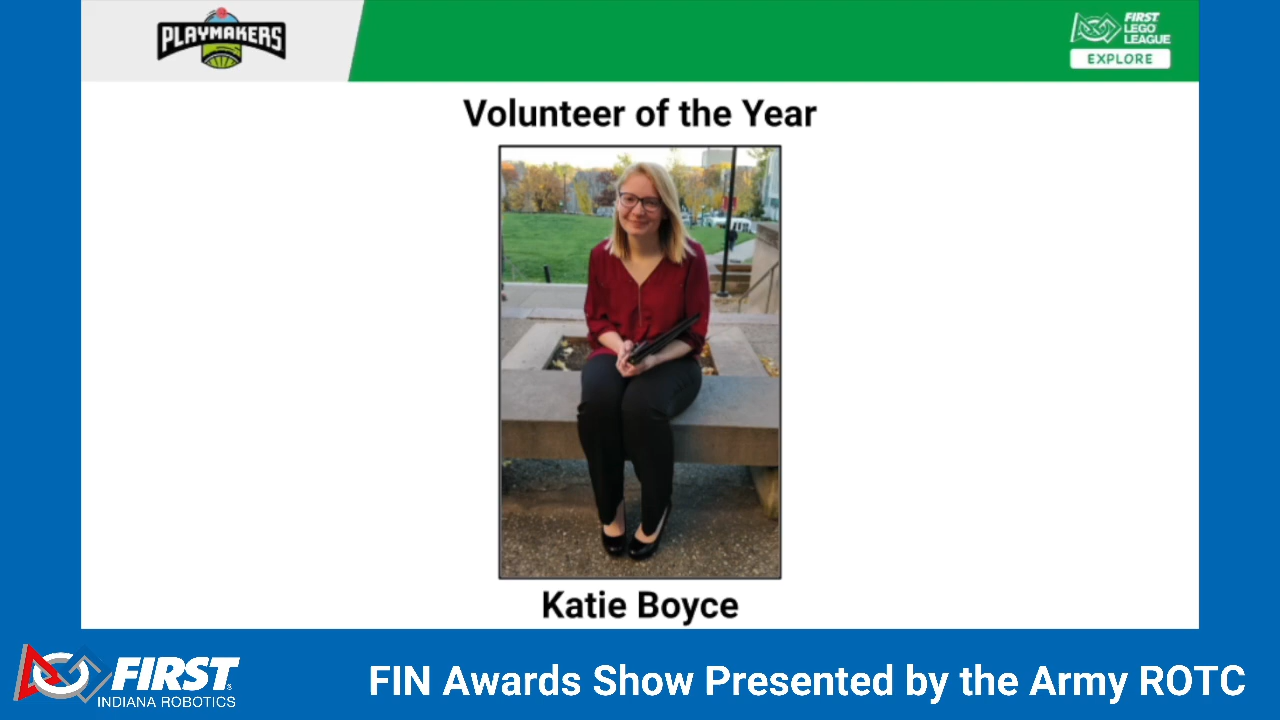 PLAYMAKERS
FIRST
LEGO
LEAGUE
EXPLORE
Volunteer of the Year
Katie Boyce
FIRST
INDIANA ROBOTICS
FIN Awards Show Presented by the Army ROTC